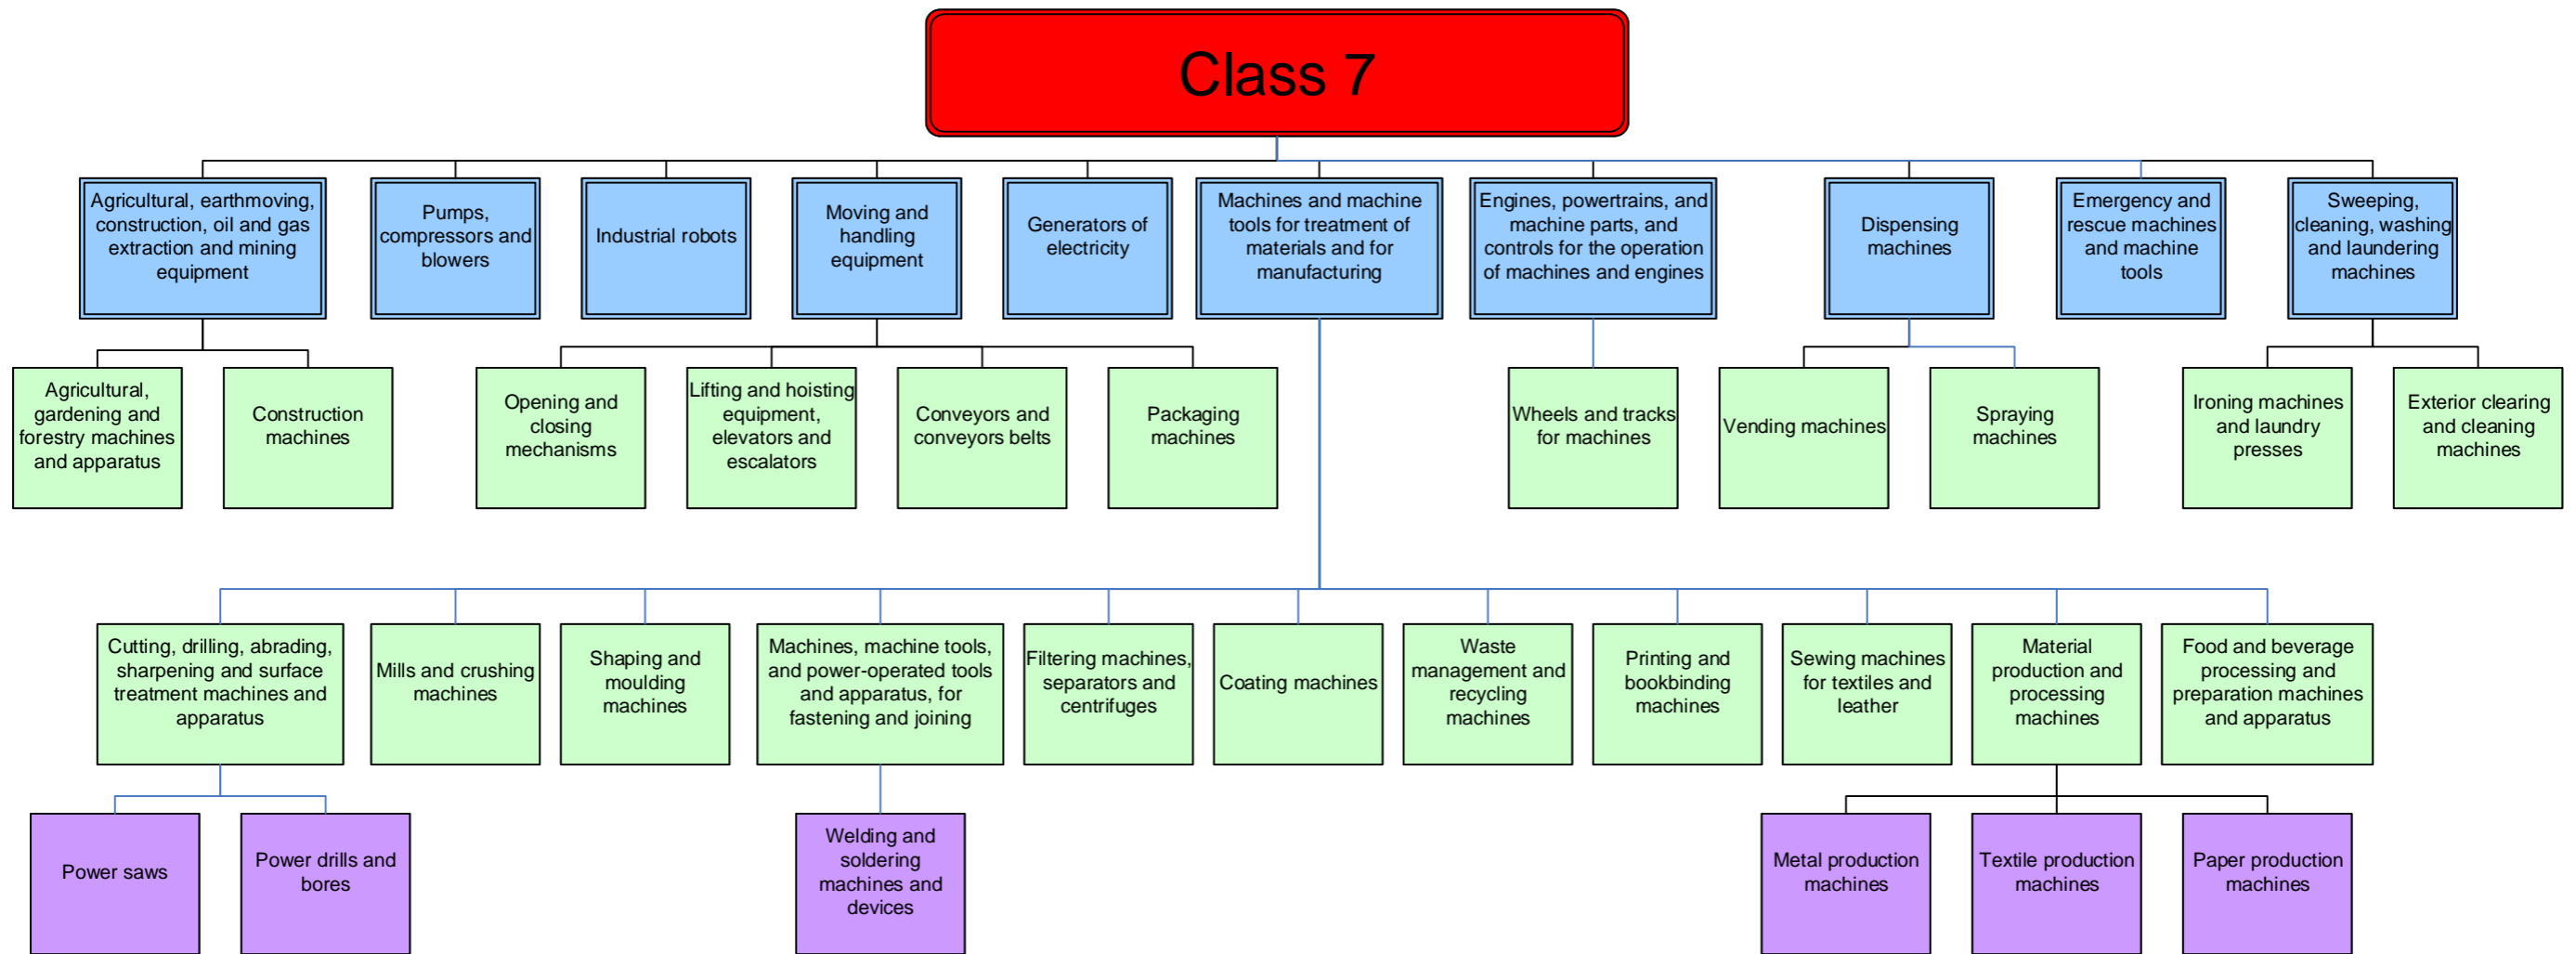 Class 7
Agricultural, earthmoving,
construction, oil and gas
extraction and mining
equipment
Pumps,
compressors and
blowers
Industrial robots
Moving and
handling
equipment
Generators of
electricity
Machines and machine
tools for treatment of
materials and for
manufacturing
Engines, powertrains, and
machine parts, and
controls for the operation
of machines and engines
Dispensing
machines
Emergency and
rescue machines
and machine
tools
Sweeping,
cleaning, washing
and laundering
machines
Agricultural,
gardening and
forestry machines
and apparatus
Construction
machines
Opening and
closing
mechanisms
Lifting and hoisting
equipment,
elevators and
escalators
Conveyors and
conveyors belts
Packaging
machines
Wheels and tracks
for machines
Vending machines
Spraying
machines
Ironing machines
and laundry
presses
Exterior clearing
and cleaning
machines
Cutting, drilling, abrading,
sharpening and surface
treatment machines and
apparatus
Mills and crushing
machines
Shaping and
moulding
machines
Machines, machine tools,
and power-operated tools
and apparatus, for
fastening and joining
Filtering machines,
separators and
centrifuges
Coating machines
Waste
management and
recycling
machines
Printing and
bookbinding
machines
Sewing machines
for textiles and
leather
Material
production and
processing
machines
Food and beverage
processing and
preparation machines
and apparatus
Power saws
Power drills and
bores
Welding and
soldering
machines and
devices
Metal production
machines
Textile production
machines
Paper production
machines